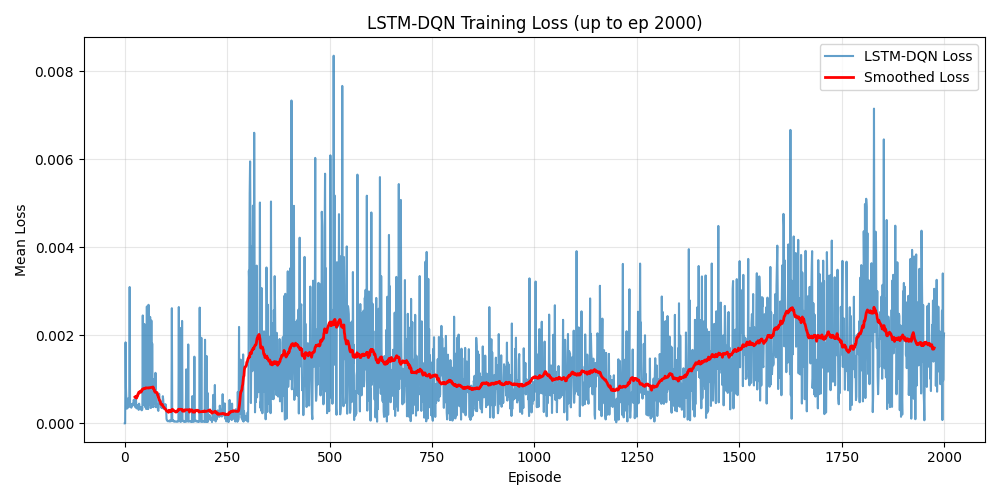 LSTM-DQN Training Loss (up to ep 2000)
LSTM-DQN Loss
Smoothed Loss
Mean Loss
0.008
0.006
0.004
0.002
0.000
0 250 500 750 1000 1250 1500 1750 2000
Episode